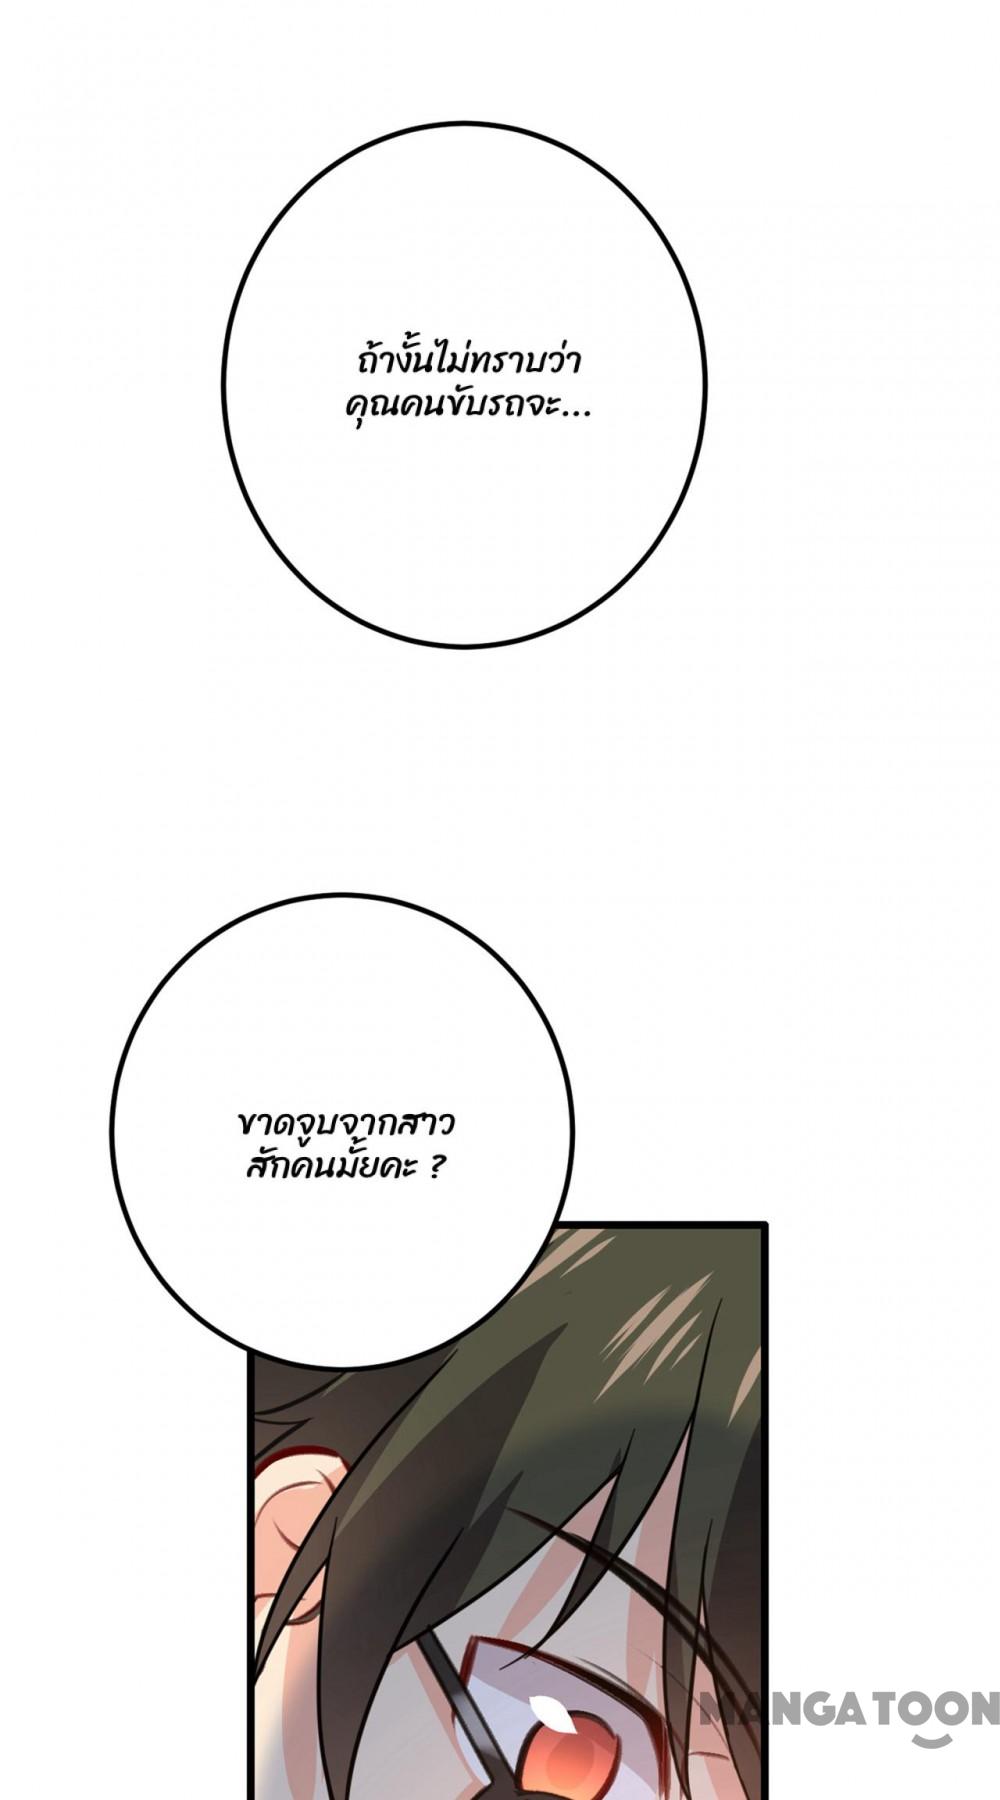 ถ้างั้นไม่ทราบว่า
คุณคนขับรถจะ...
ขาดจูบจากสาว
สักคนมั้ยคะ ?
MANGATOON